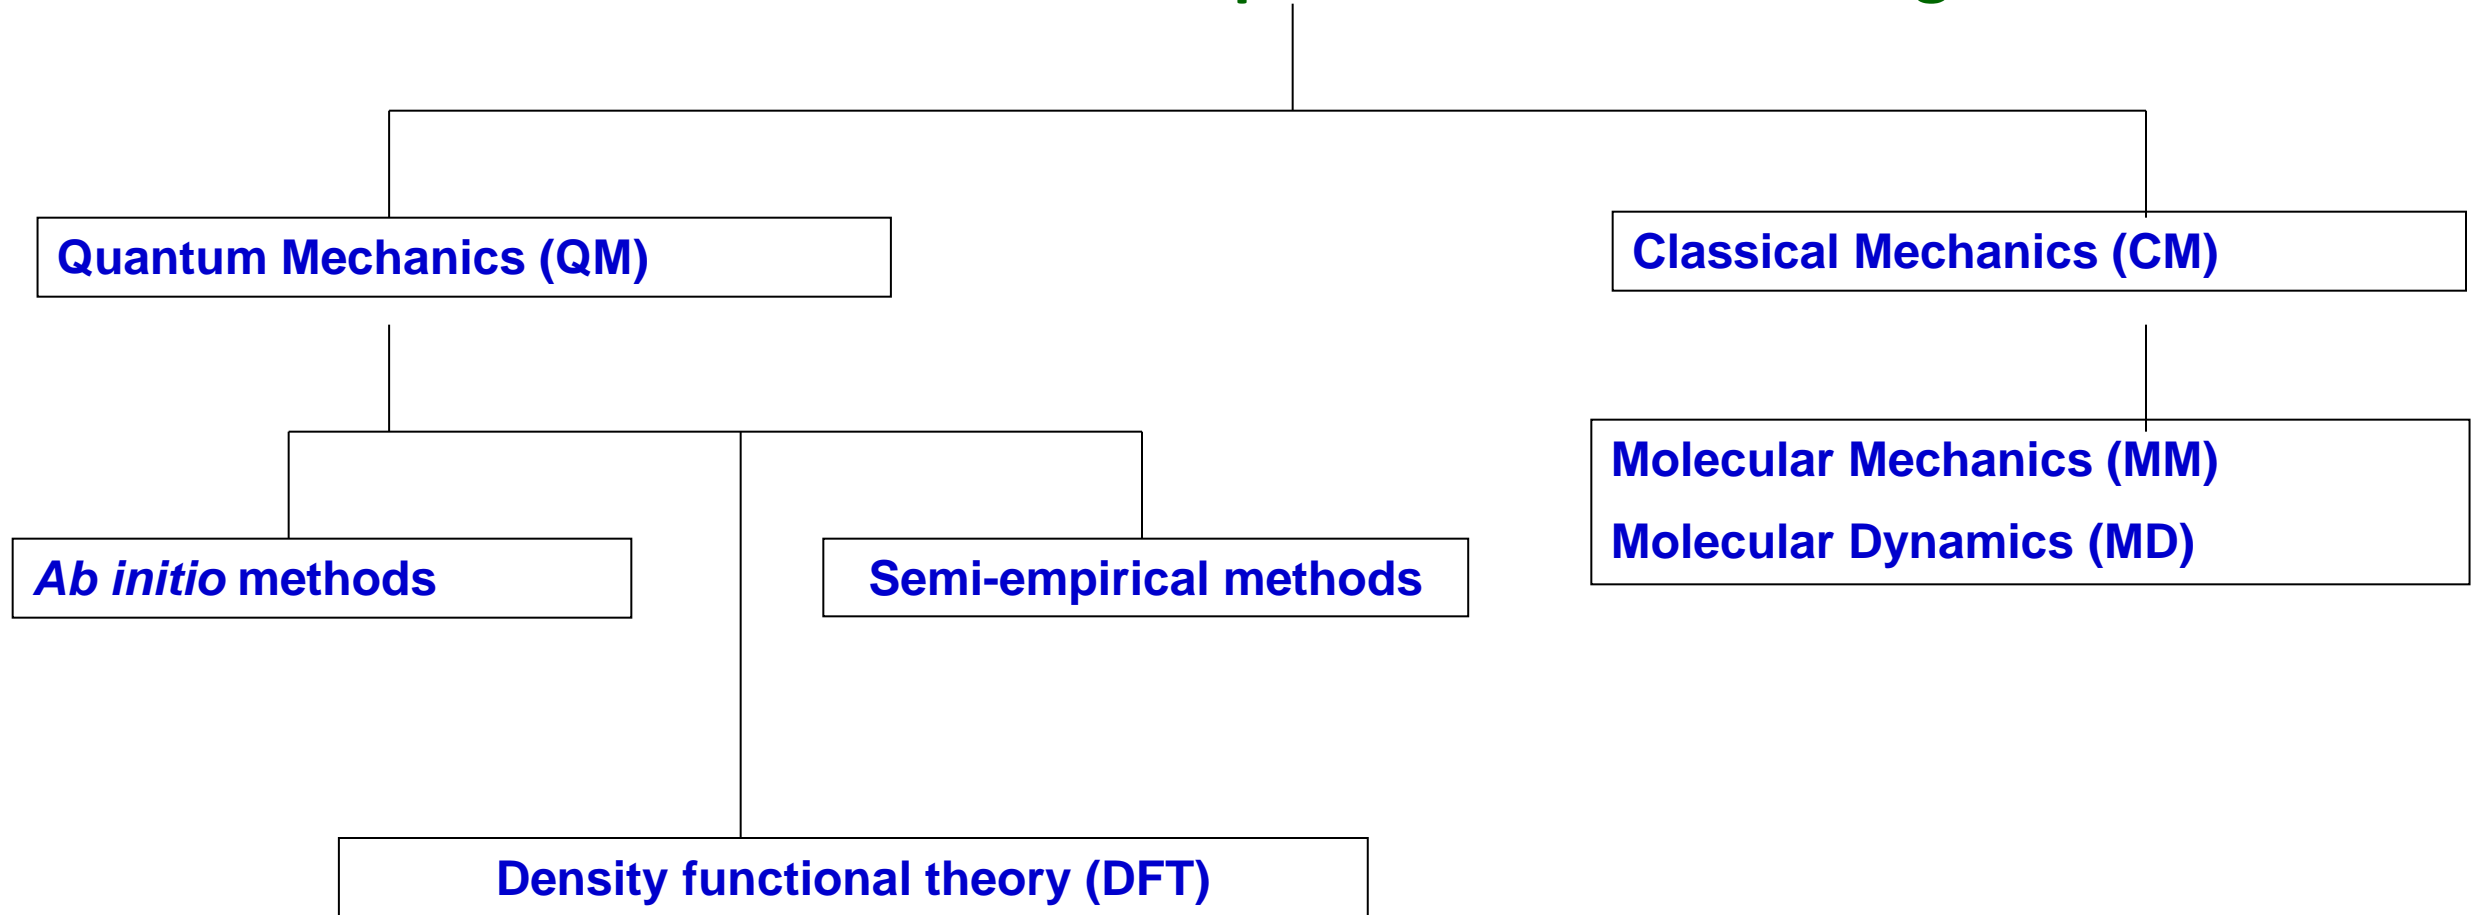 Quantum Mechanics (QM)
Classical Mechanics (CM)
Molecular Mechanics (MM)
Molecular Dynamics (MD)
Ab initio methods
Semi-empirical methods
Density functional theory (DFT)